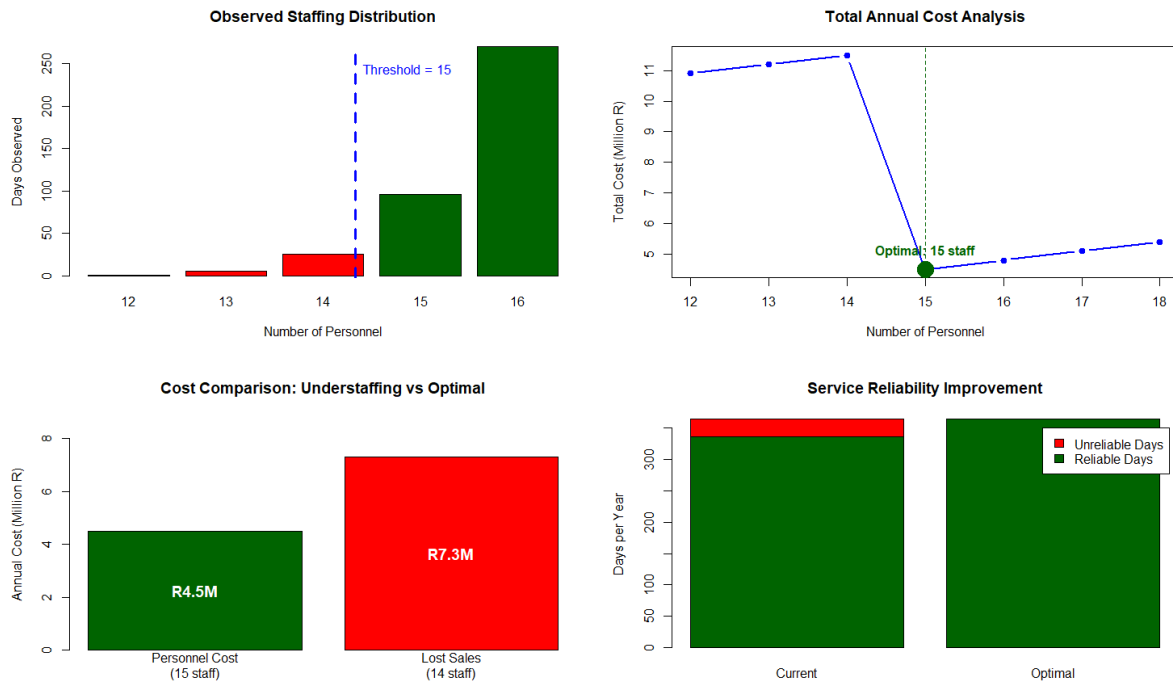 Observed Staffing Distribution
Days Observed
250
200
150
100
50
0
Threshold = 15
12 13 14 15 16
Number of Personnel
Total Annual Cost Analysis
Total Cost (Million R)
11
10
9
8
7
6
5
Optimal: 15 staff
12 13 14 15 16 17 18
Number of Personnel
Cost Comparison: Understaffing vs Optimal
Annual Cost (Million R)
8
6
4
2
0
R4.5M
R7.3M
Personnel Cost
(15 staff)
Lost Sales
(14 staff)
Service Reliability Improvement
Days per Year
300
200
100
50
0
Unreliable Days
Reliable Days
Current
Optimal